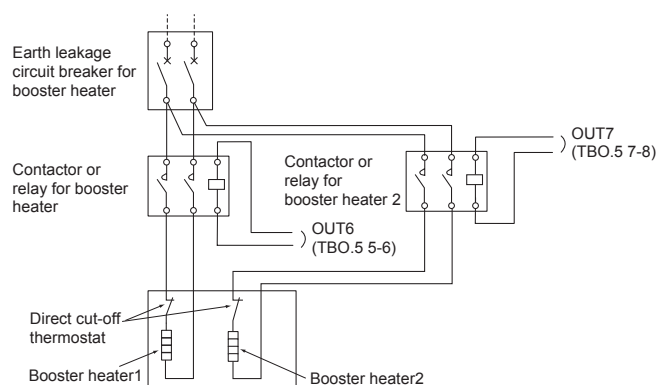 Earth leakage
circuit breaker for
booster heater
OUT7
(TBO.5 7-8)
Contactor or
relay for booster
heater
Contactor or
relay for
booster heater 2
OUT6
(TBO.5 5-6)
Direct cut-off
thermostat
Booster heater1
Booster heater2